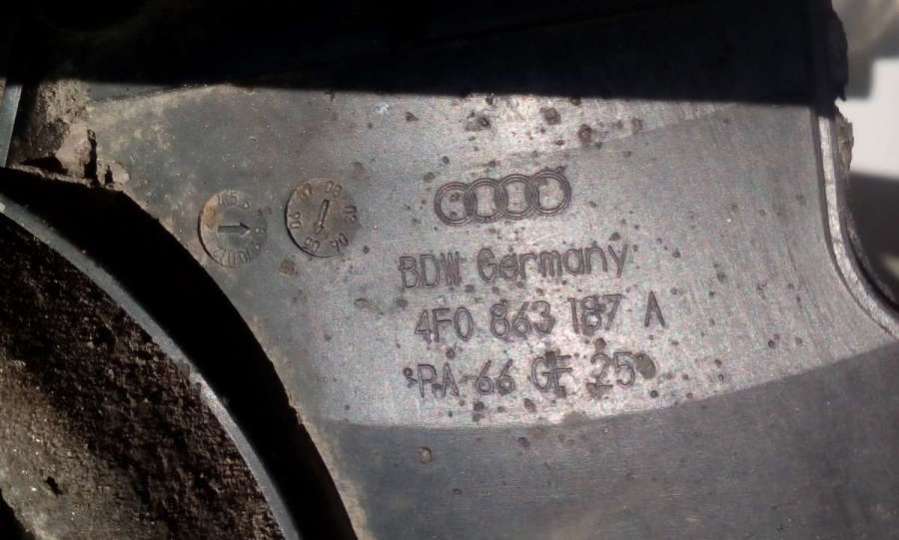 BDW Germany
4F0 863 187 A
>PA-66 GF 25